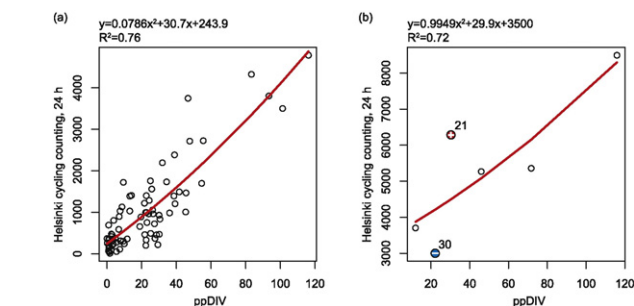 (a)
y=0.0786x²+30.7x+243.9
R²=0.76
Helsinki cycling counting, 24 h
0
1000
2000
3000
4000
0 20 40 60 80 100 120
ppDIV
(b)
y=0.9949x²+29.9x+3500
R²=0.72
Helsinki cycling counting, 24 h
3000
4000
5000
6000
7000
8000
21
30
20 40 60 80 100 120
ppDIV